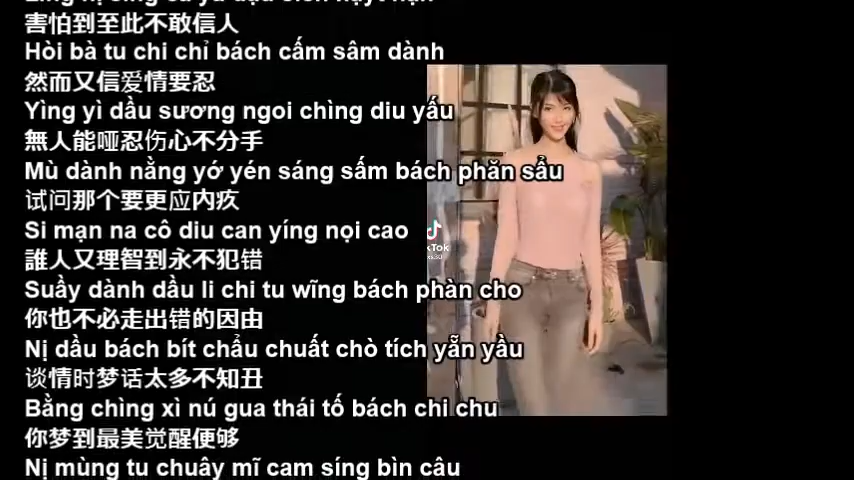 害怕到至此不敢信人
Hòi bà tu chi chỉ bách cấm sâm dành
然而又信爱情要忍
Yìng yì dầu sương ngoi chìng diu yấu
無人能哑忍伤心不分手
Mù dành nằng yớ yén sáng sấm bách phăn sẩu
试问那个要更应内疚
Si mạn na cô diu can yíng nọi cao
誰人又理智到永不犯错
Suầy dành dầu li chi tu wĩng bách phàn cho
你也不必走出错的因由
Nị dầu bách bít chẩu chuất chò tích yẫn yầu
谈情时梦话太多不知丑
Bằng chìng xì nú gua thái tố bách chi chu
你梦到最美觉醒便够
Nị mùng tu chuây mĩ cam síng bìn câu